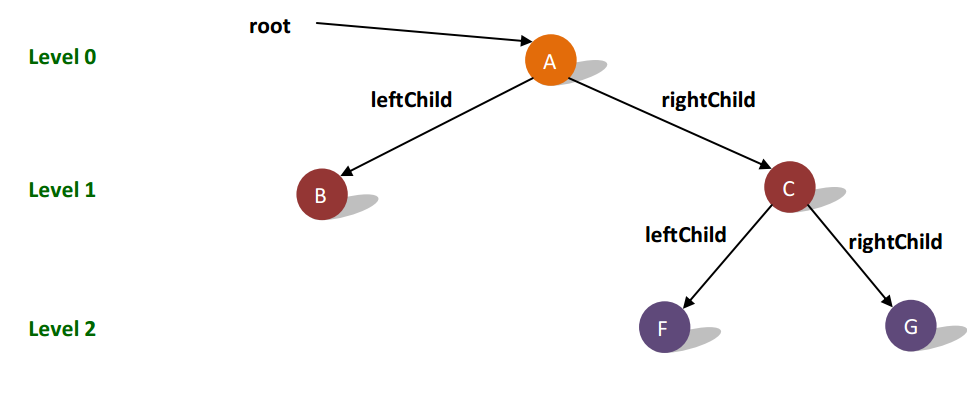 root
Level 0
A
leftChild
rightChild
Level 1
B
C
leftChild
rightChild
Level 2
F
G